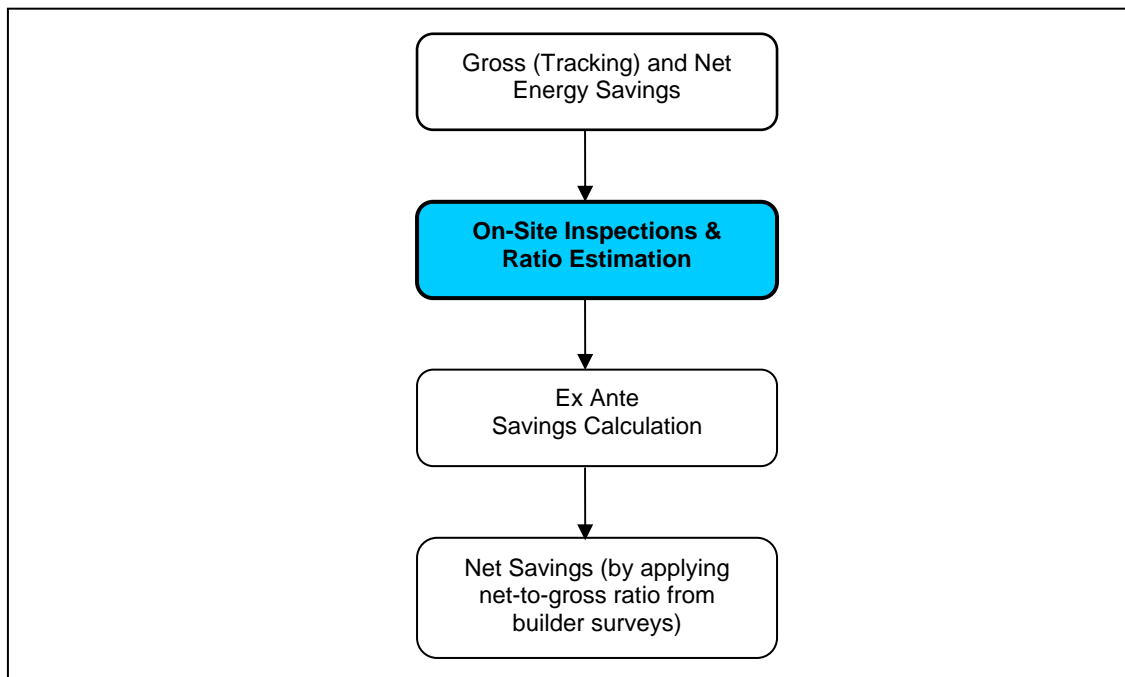 Gross (Tracking) and Net
Energy Savings
On-Site Inspections &
Ratio Estimation
Ex Ante
Savings Calculation
Net Savings (by applying
net-to-gross ratio from
builder surveys)